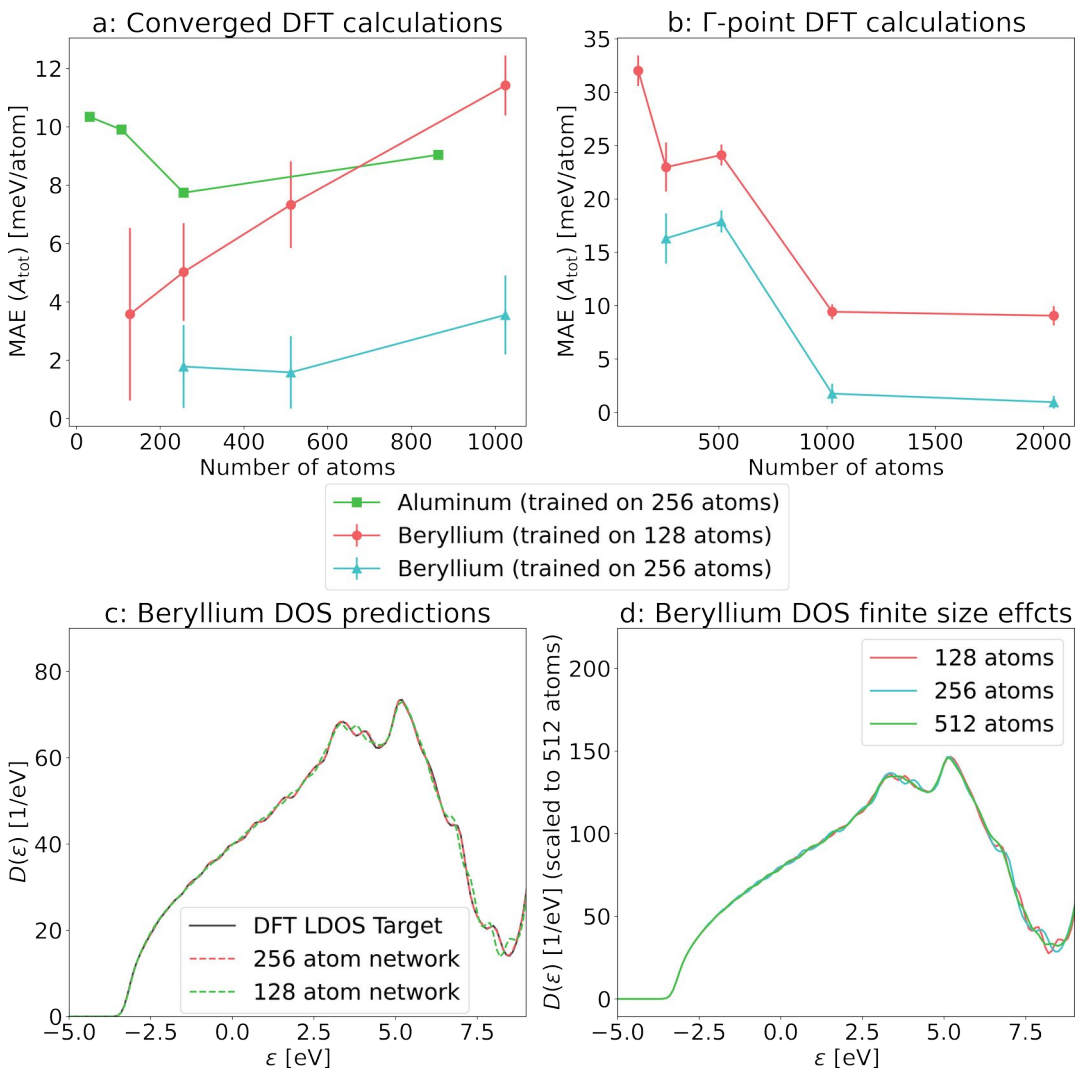 a: Converged DFT calculations
12
10
8
6
4
2
0
MAE (A_tot) [meV/atom]
0 200 400 600 800 1000
Number of atoms
b: Γ-point DFT calculations
35
30
25
20
15
10
5
0
MAE (A_tot) [meV/atom]
500 1000 1500 2000
Number of atoms
Aluminum (trained on 256 atoms)
Beryllium (trained on 128 atoms)
Beryllium (trained on 256 atoms)
c: Beryllium DOS predictions
80
60
40
20
0
D(ε) [1/eV]
DFT LDOS Target
256 atom network
128 atom network
−5.0 −2.5 0.0 2.5 5.0 7.5
ε [eV]
d: Beryllium DOS finite size effcts
200
150
100
50
0
D(ε) [1/eV] (scaled to 512 atoms)
128 atoms
256 atoms
512 atoms
−5.0 −2.5 0.0 2.5 5.0 7.5
ε [eV]